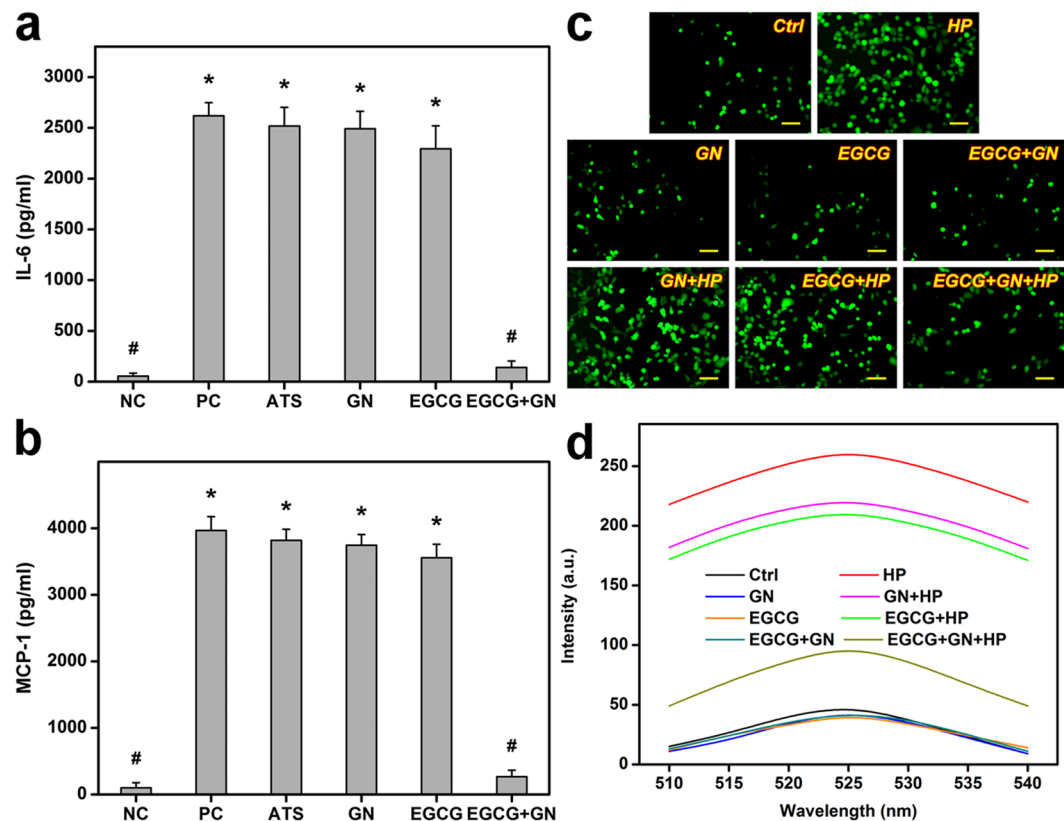 a
IL-6 (pg/ml)
3000
2500
2000
1500
1000
500
0
*
*
*
*
#
#
NC PC ATS GN EGCG EGCG+GN
b
MCP-1 (pg/ml)
4000
3000
2000
1000
0
*
*
*
*
#
#
NC PC ATS GN EGCG EGCG+GN
c
Ctrl HP
GN EGCG EGCG+GN
GN+HP EGCG+HP EGCG+GN+HP
d
Intensity (a.u.)
250
200
150
100
50
0
Ctrl HP
GN GN+HP
EGCG EGCG+HP
EGCG+GN EGCG+GN+HP
510 515 520 525 530 535 540
Wavelength (nm)